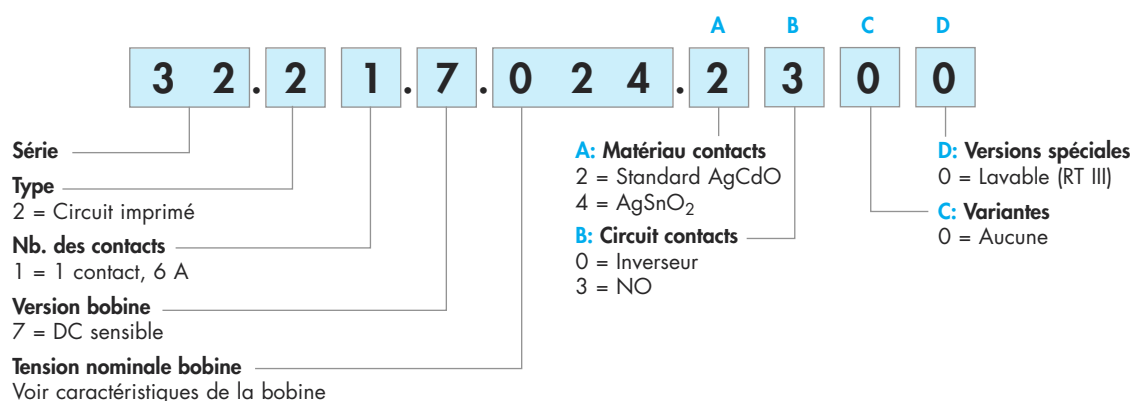 A B C D
3 2 . 2 1 . 7 . 0 2 4 . 2 3 0 0
Série
Type
2 = Circuit imprimé
Nb. des contacts
1 = 1 contact, 6 A
Version bobine
7 = DC sensible
Tension nominale bobine
Voir caractéristiques de la bobine
A: Matériau contacts
2 = Standard AgCdO
4 = AgSnO2
B: Circuit contacts
0 = Inverseur
3 = NO
D: Versions spéciales
0 = Lavable (RT III)
C: Variantes
0 = Aucune